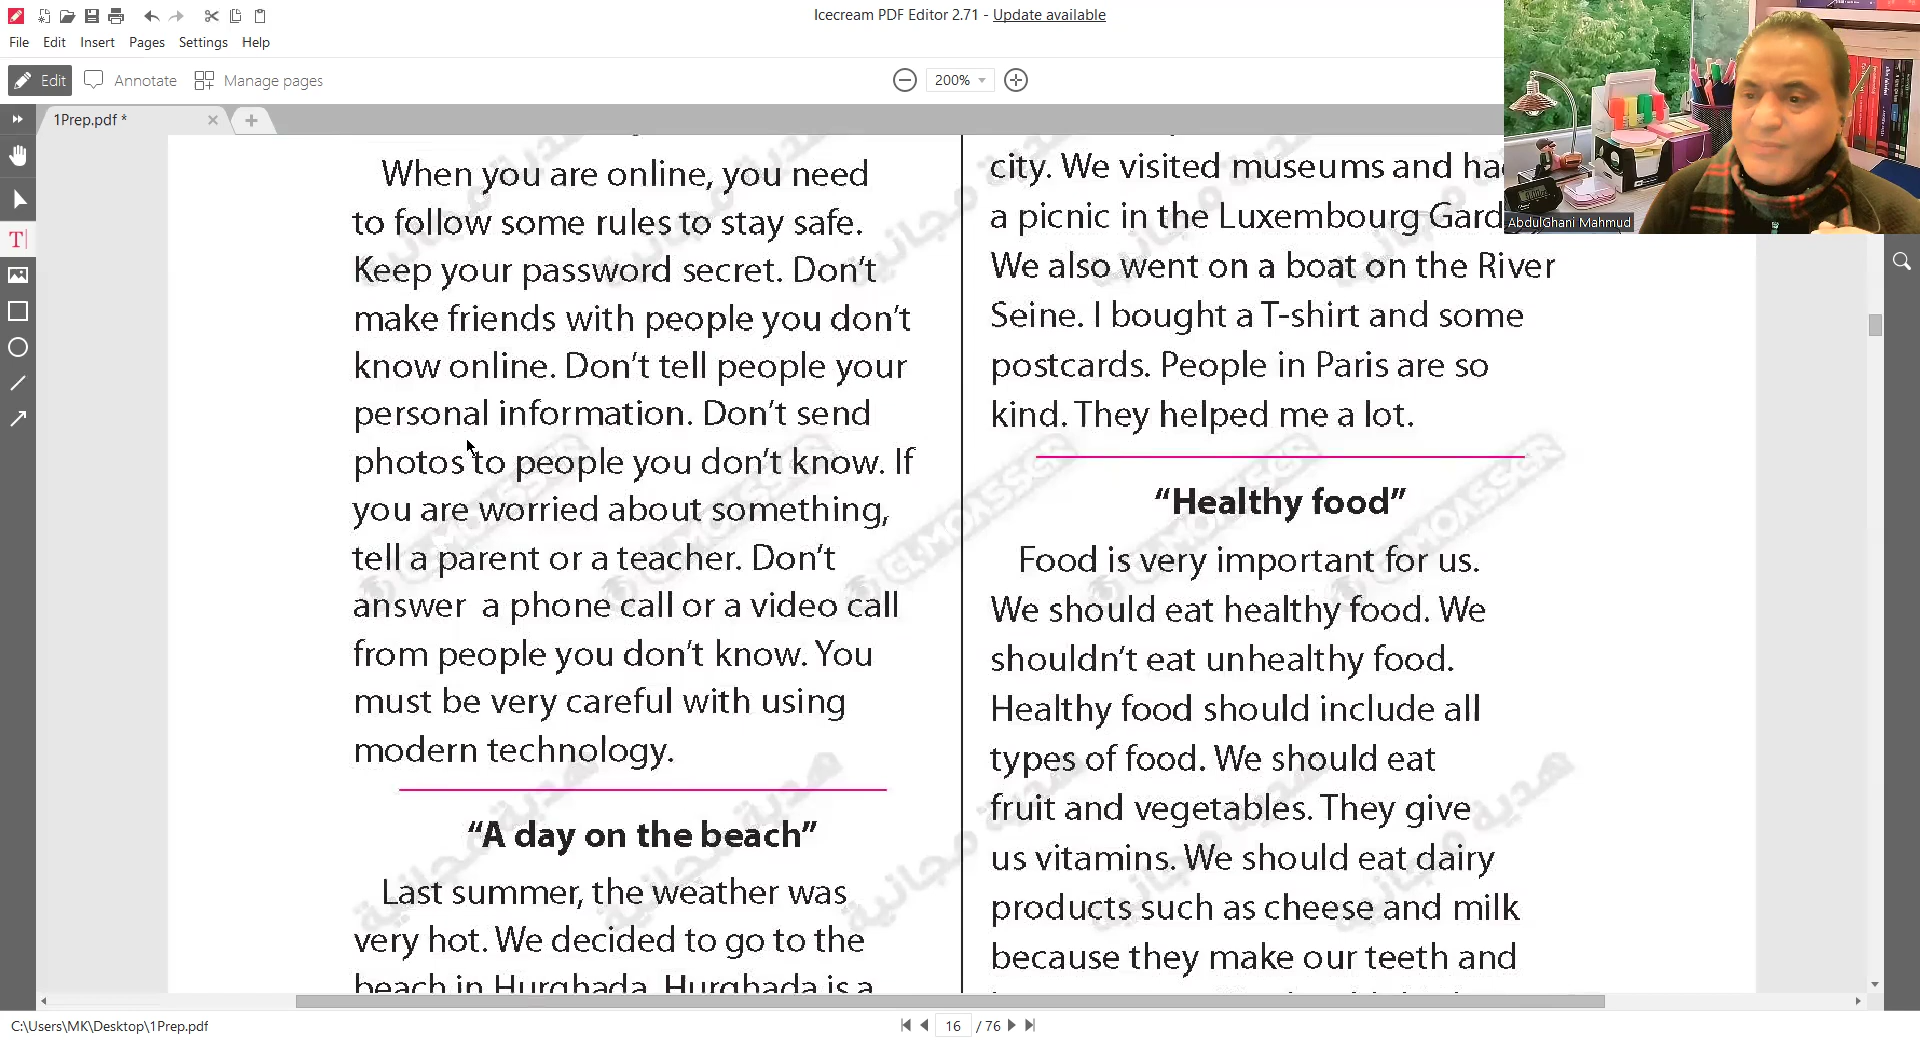 Icecream PDF Editor 2.71 - Update available
File Edit Insert Pages Settings Help
Edit Annotate Manage pages
200%
1Prep.pdf *
When you are online, you need
to follow some rules to stay safe.
Keep your password secret. Don't
make friends with people you don't
know online. Don't tell people your
personal information. Don't send
photos to people you don't know. If
you are worried about something,
tell a parent or a teacher. Don't
answer a phone call or a video call
from people you don't know. You
must be very careful with using
modern technology.
"A day on the beach"
Last summer, the weather was
very hot. We decided to go to the
beach in Hurghada. Hurghada is a
city. We visited museums and
a picnic in the Luxembourg
We also went on a boat on the River
Seine. I bought a T-shirt and some
postcards. People in Paris are so
kind. They helped me a lot.
"Healthy food"
Food is very important for us.
We should eat healthy food. We
shouldn't eat unhealthy food.
Healthy food should include all
types of food. We should eat
fruit and vegetables. They give
us vitamins. We should eat dairy
products such as cheese and milk
because they make our teeth and
AbdulGhani Mahmud
هدية مجانية
ELMOASSER
C:\Users\MK\Desktop\1Prep.pdf
16 / 76